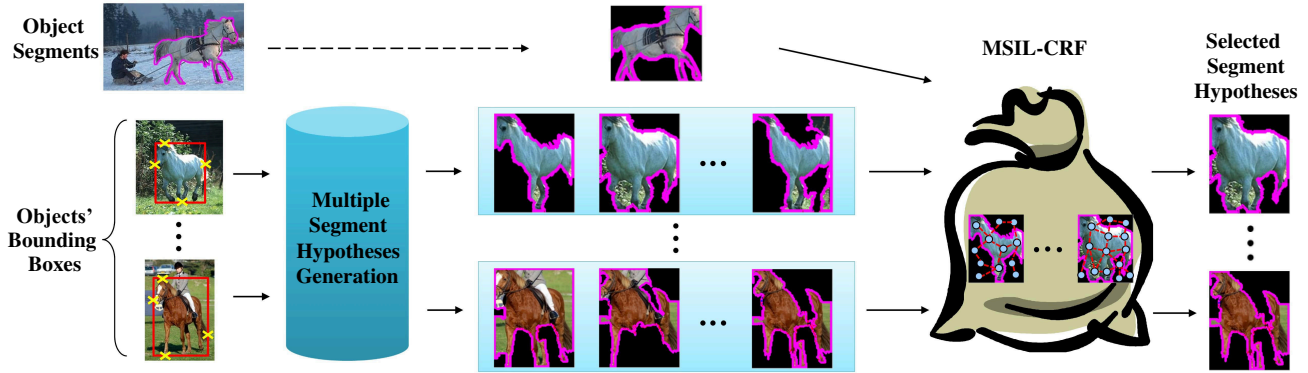 Object
Segments
MSIL-CRF
Selected
Segment
Hypotheses
Objects'
Bounding
Boxes
Multiple
Segment
Hypotheses
Generation